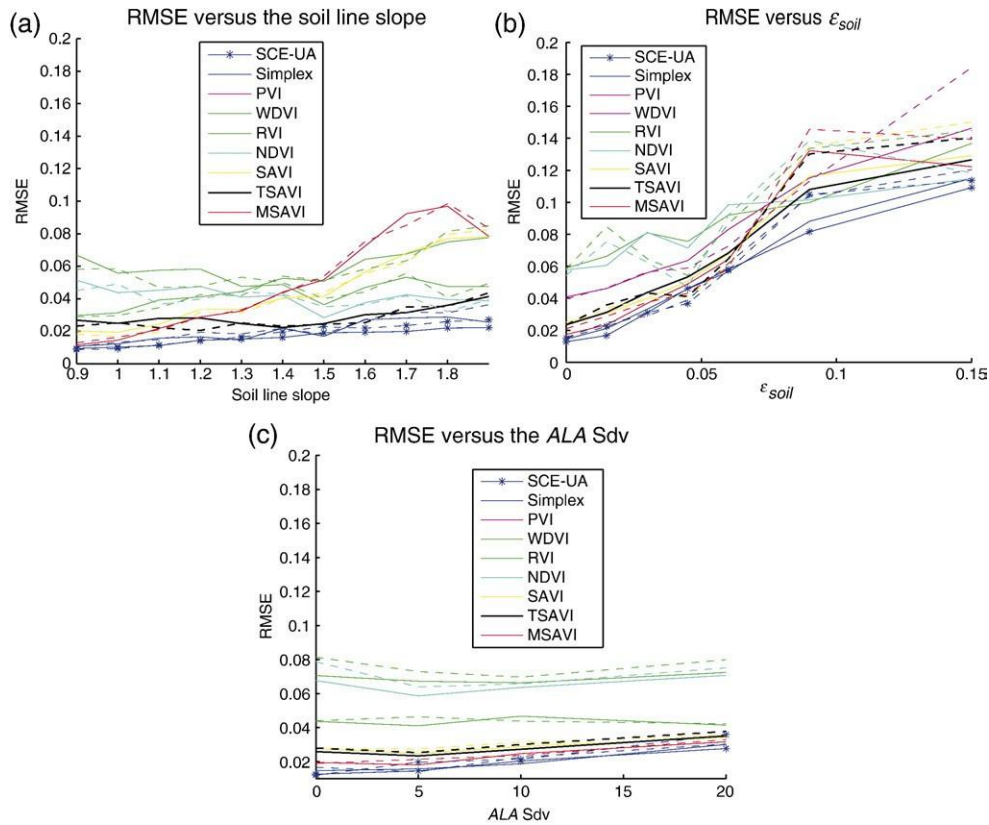 (a)
RMSE versus the soil line slope
0.2
0.18
0.16
0.14
0.12
0.1
0.08
0.06
0.04
0.02
0
RMSE
SCE-UA
Simplex
PVI
WDVI
RVI
NDVI
SAVI
TSAVI
MSAVI
0.9 1 1.1 1.2 1.3 1.4 1.5 1.6 1.7 1.8
Soil line slope
(b)
RMSE versus εsoil
0.2
0.18
0.16
0.14
0.12
0.1
0.08
0.06
0.04
0.02
0
RMSE
SCE-UA
Simplex
PVI
WDVI
RVI
NDVI
SAVI
TSAVI
MSAVI
0 0.05 0.1 0.15
εsoil
(c)
RMSE versus the ALA Sdv
0.2
0.18
0.16
0.14
0.12
0.1
0.08
0.06
0.04
0.02
RMSE
SCE-UA
Simplex
PVI
WDVI
RVI
NDVI
SAVI
TSAVI
MSAVI
0 5 10 15 20
ALA Sdv